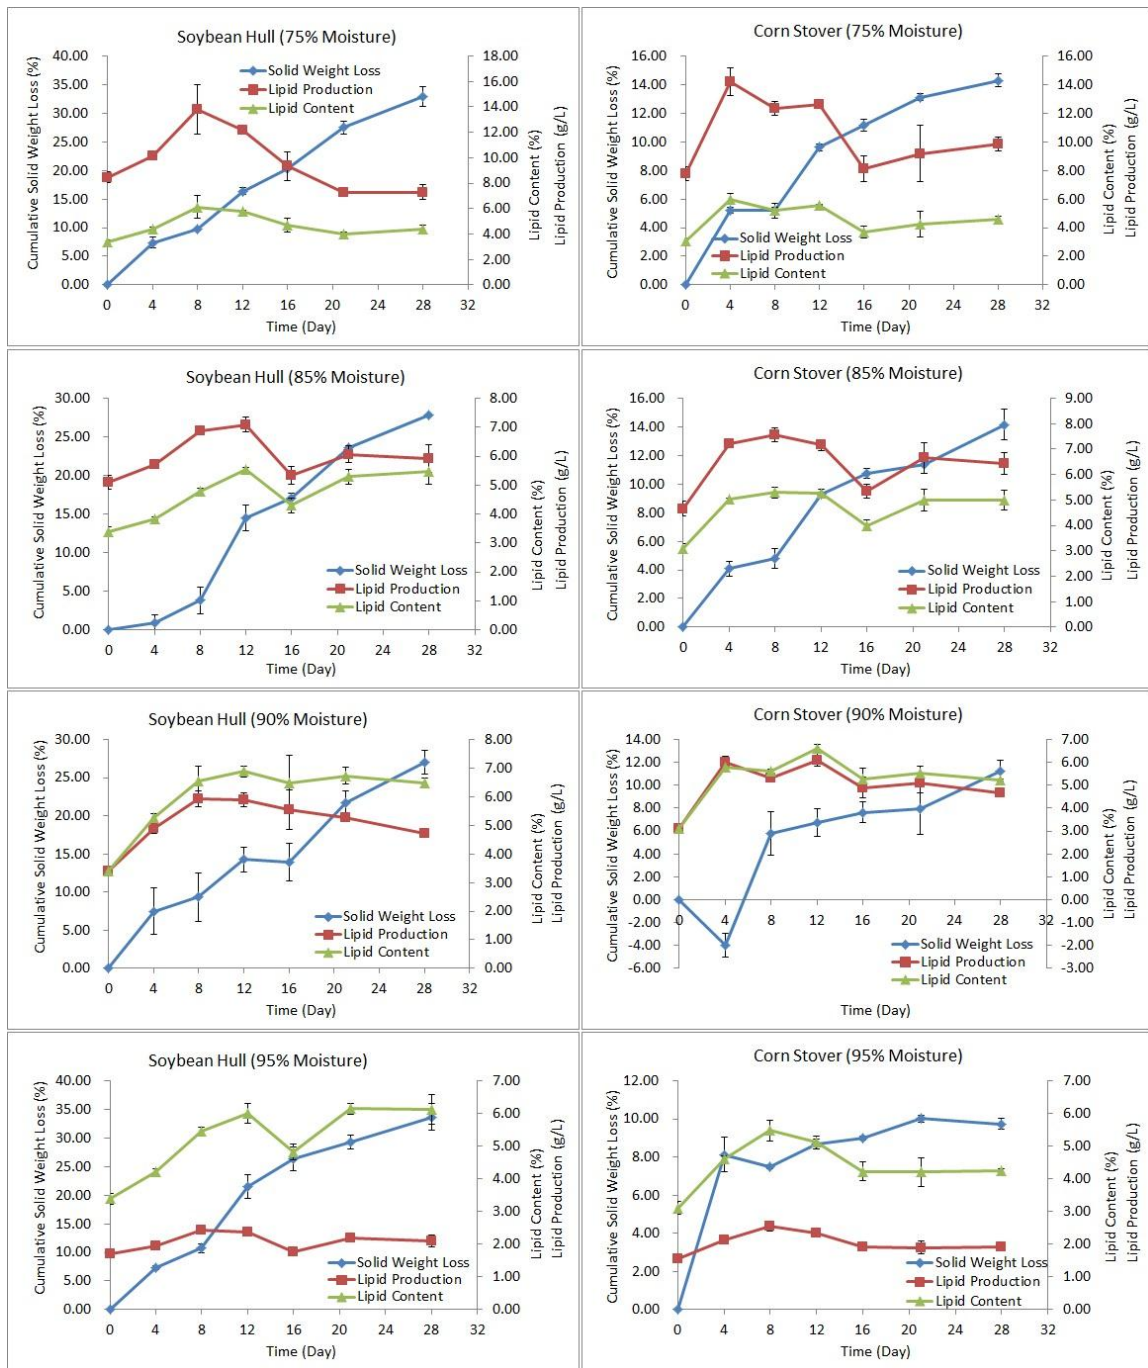 Soybean Hull (75% Moisture)
Cumulative Solid Weight Loss (%)
40.00
35.00
30.00
25.00
20.00
15.00
10.00
5.00
0.00
Solid Weight Loss
Lipid Production
Lipid Content
18.00
16.00
14.00
12.00
10.00
8.00
6.00
4.00
2.00
0.00
Lipid Content (%)
Lipid Production (g/L)
0 4 8 12 16 20 24 28 32
Time (Day)
Corn Stover (75% Moisture)
Cumulative Solid Weight Loss (%)
16.00
14.00
12.00
10.00
8.00
6.00
4.00
2.00
0.00
Solid Weight Loss
Lipid Production
Lipid Content
16.00
14.00
12.00
10.00
8.00
6.00
4.00
2.00
0.00
Lipid Content (%)
Lipid Production (g/L)
0 4 8 12 16 20 24 28 32
Time (Day)
Soybean Hull (85% Moisture)
Cumulative Solid Weight Loss (%)
30.00
25.00
20.00
15.00
10.00
5.00
0.00
Solid Weight Loss
Lipid Production
Lipid Content
8.00
7.00
6.00
5.00
4.00
3.00
2.00
1.00
0.00
Lipid Content (%)
Lipid Production (g/L)
0 4 8 12 16 20 24 28 32
Time (Day)
Corn Stover (85% Moisture)
Cumulative Solid Weight Loss (%)
16.00
14.00
12.00
10.00
8.00
6.00
4.00
2.00
0.00
Solid Weight Loss
Lipid Production
Lipid Content
9.00
8.00
7.00
6.00
5.00
4.00
3.00
2.00
1.00
0.00
Lipid Content (%)
Lipid Production (g/L)
0 4 8 12 16 20 24 28 32
Time (Day)
Soybean Hull (90% Moisture)
Cumulative Solid Weight Loss (%)
30.00
25.00
20.00
15.00
10.00
5.00
0.00
Solid Weight Loss
Lipid Production
Lipid Content
8.00
7.00
6.00
5.00
4.00
3.00
2.00
1.00
0.00
Lipid Content (%)
Lipid Production (g/L)
0 4 8 12 16 20 24 28 32
Time (Day)
Corn Stover (90% Moisture)
Cumulative Solid Weight Loss (%)
14.00
12.00
10.00
8.00
6.00
4.00
2.00
0.00
-2.00
-4.00
-6.00
0 4 8 12 16 20 24 28 32
Solid Weight Loss
Lipid Production
Lipid Content
7.00
6.00
5.00
4.00
3.00
2.00
1.00
0.00
-1.00
-2.00
-3.00
Lipid Content (%)
Lipid Production (g/L)
Time (Day)
Soybean Hull (95% Moisture)
Cumulative Solid Weight Loss (%)
40.00
35.00
30.00
25.00
20.00
15.00
10.00
5.00
0.00
Solid Weight Loss
Lipid Production
Lipid Content
7.00
6.00
5.00
4.00
3.00
2.00
1.00
0.00
Lipid Content (%)
Lipid Production (g/L)
0 4 8 12 16 20 24 28 32
Time (Day)
Corn Stover (95% Moisture)
Cumulative Solid Weight Loss (%)
12.00
10.00
8.00
6.00
4.00
2.00
0.00
Solid Weight Loss
Lipid Production
Lipid Content
7.00
6.00
5.00
4.00
3.00
2.00
1.00
0.00
Lipid Content (%)
Lipid Production (g/L)
0 4 8 12 16 20 24 28 32
Time (Day)